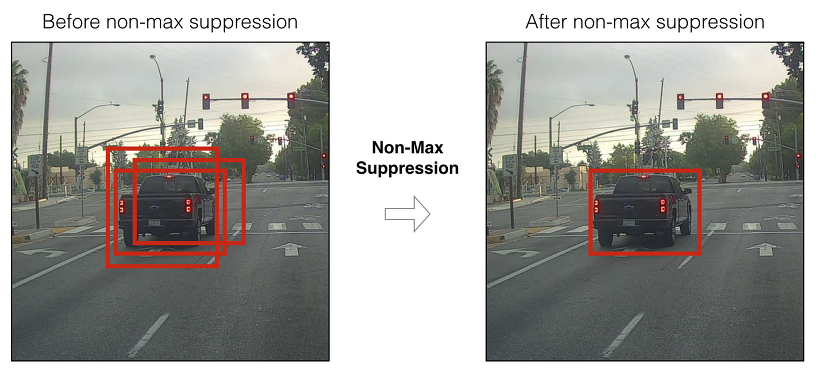 Before non-max suppression
After non-max suppression
Non-Max
Suppression